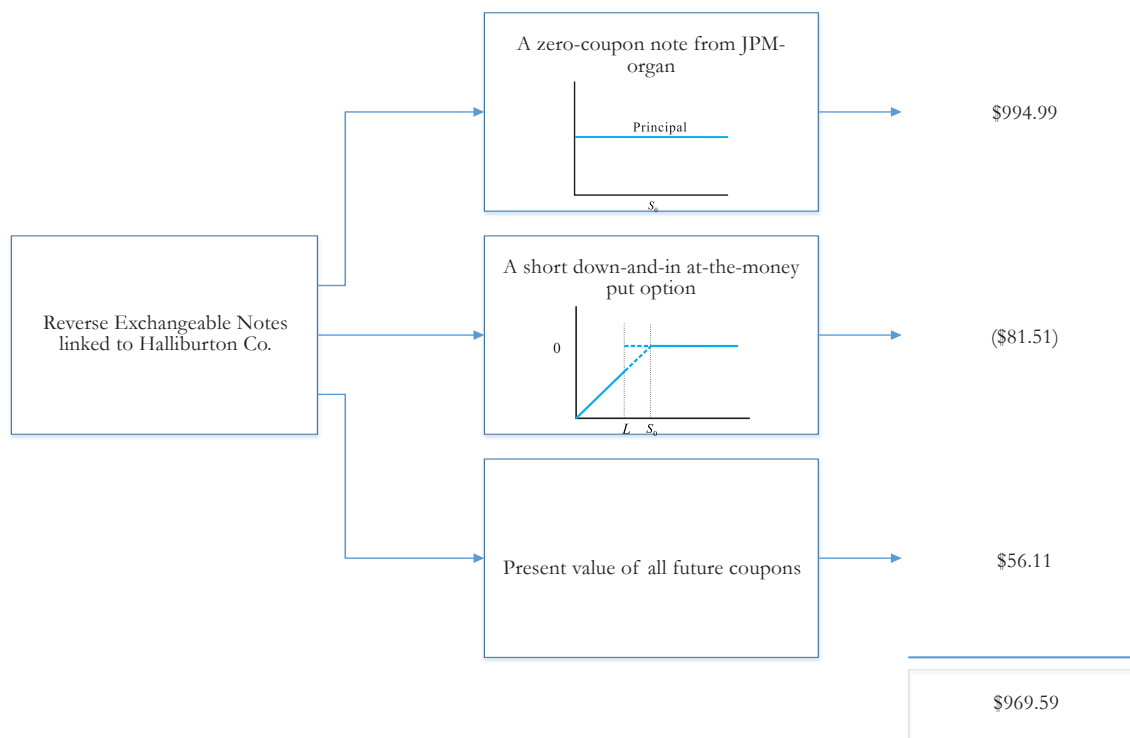 A zero-coupon note from JPM-
organ
Principal
S₀
$994.99
Reverse Exchangeable Notes
linked to Halliburton Co.
A short down-and-in at-the-money
put option
0
L S₀
($81.51)
Present value of all future coupons
$56.11
$969.59